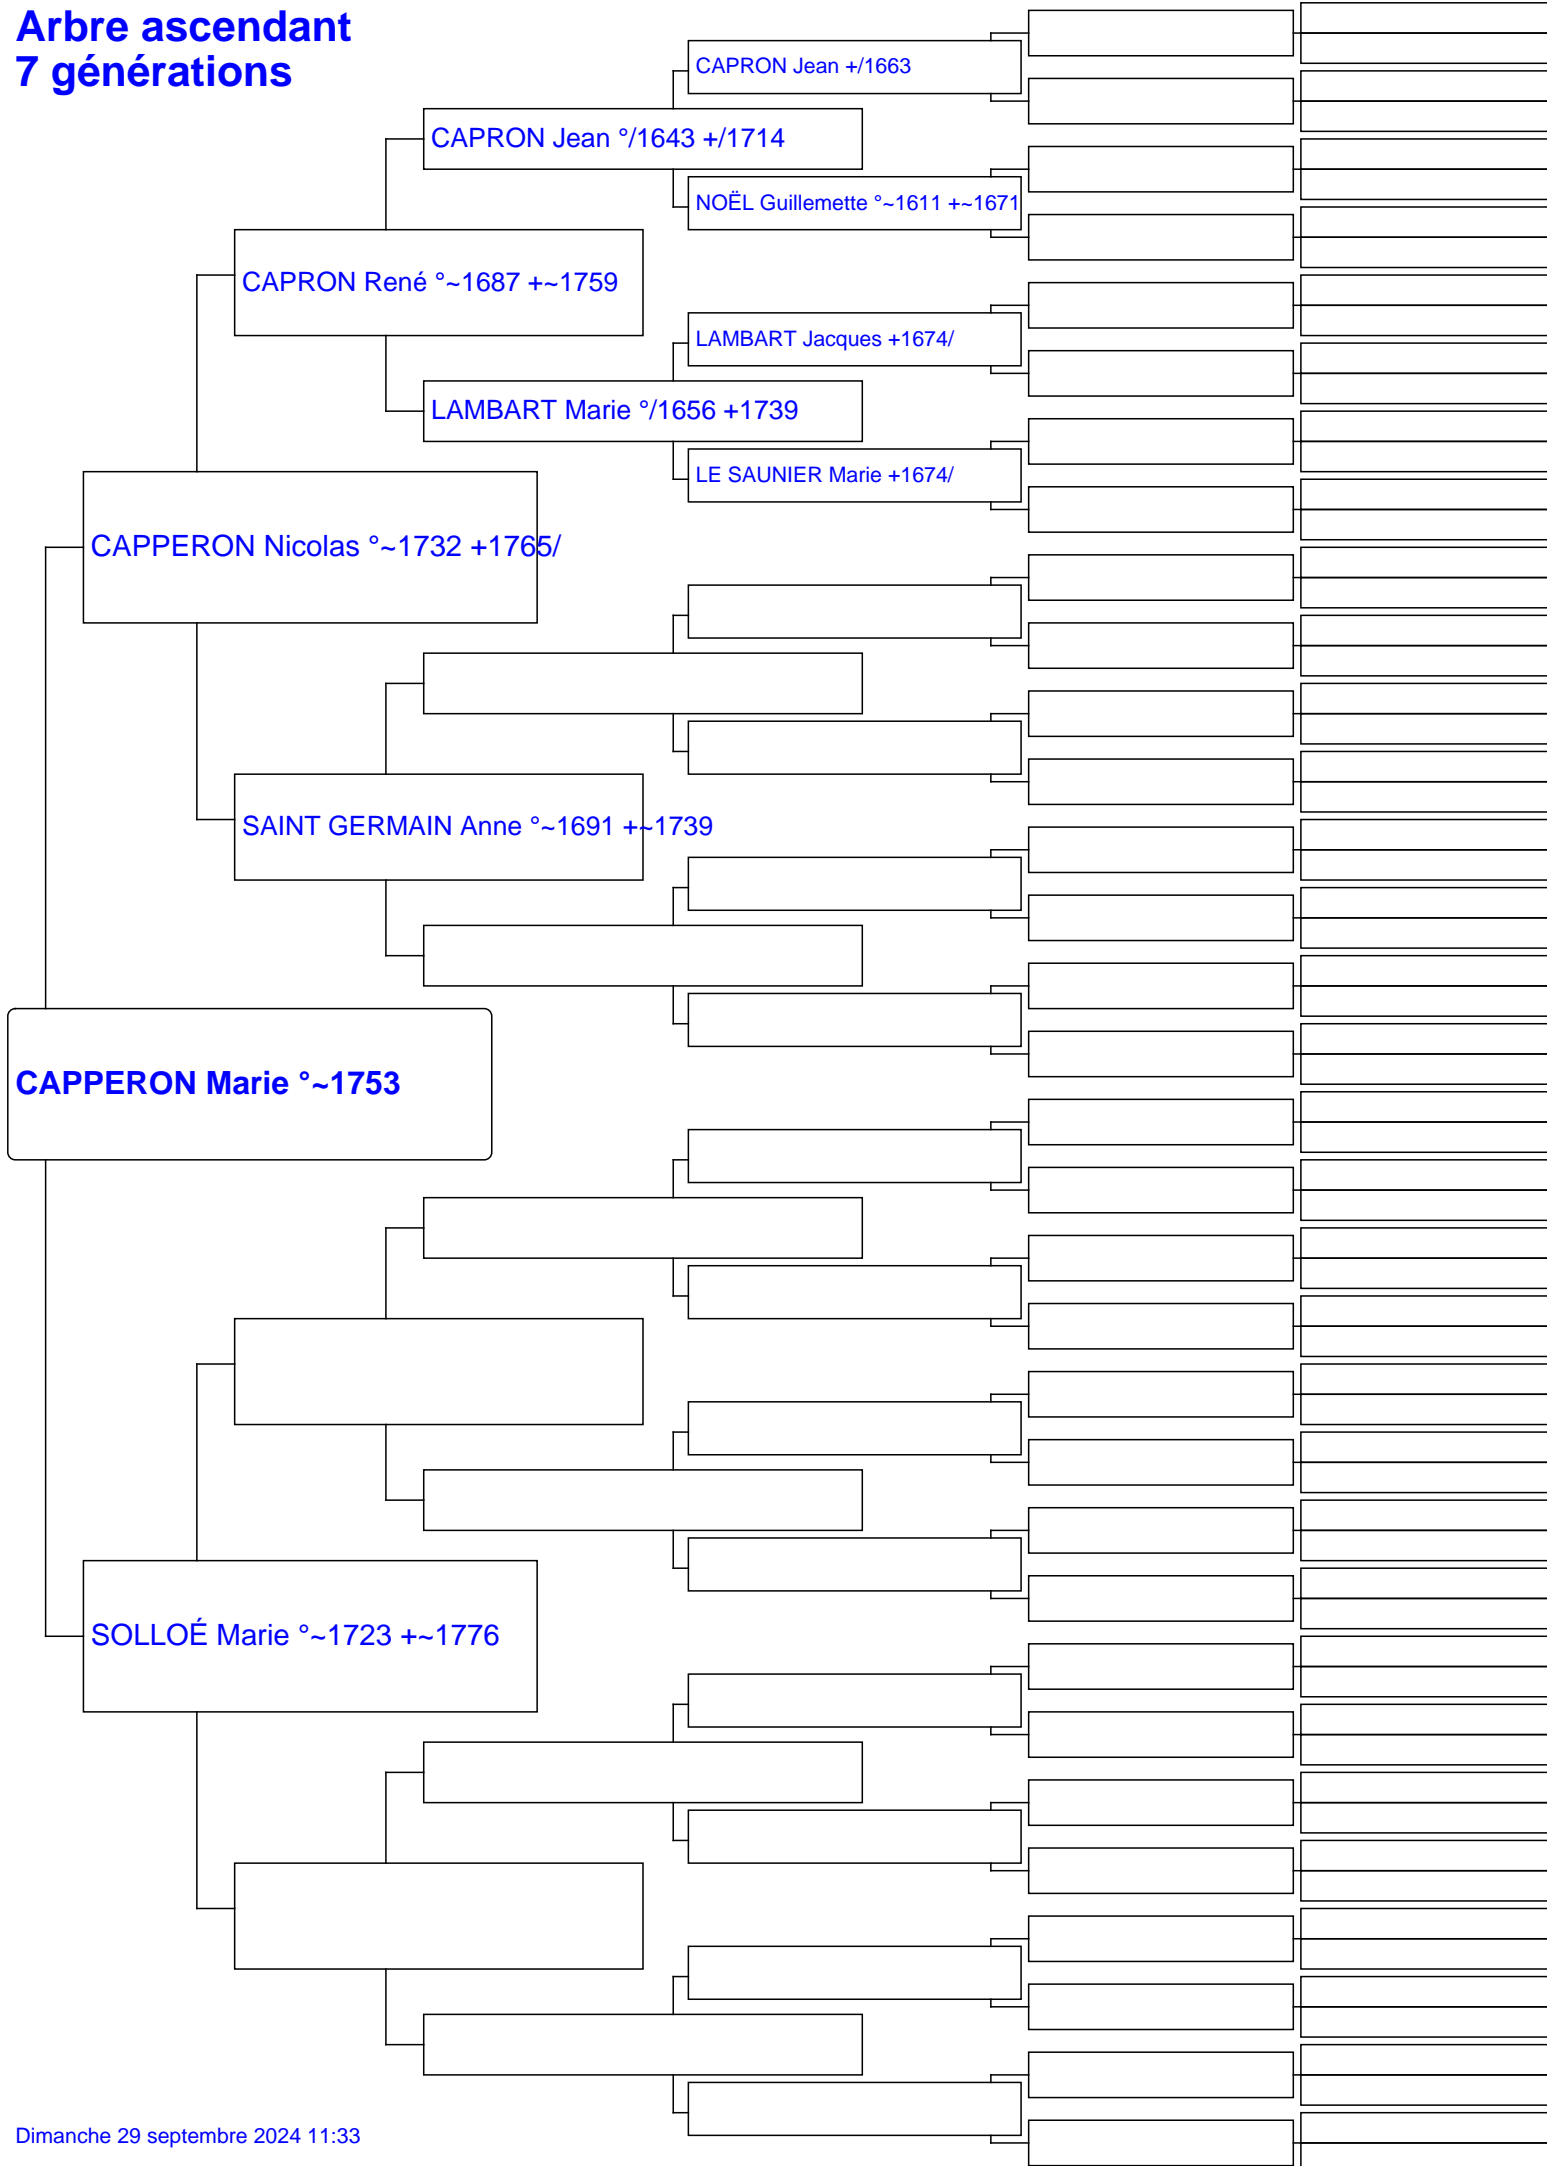 Arbre ascendant
7 générations
CAPRON Jean +/1663
CAPRON Jean °/1643 +/1714
NOËL Guillemette °~1611 +~1671
CAPRON René °~1687 +~1759
LAMBART Jacques +1674/
LAMBART Marie °/1656 +1739
LE SAUNIER Marie +1674/
CAPPERON Nicolas °~1732 +1765/
SAINT GERMAIN Anne °~1691 +~1739
CAPPERON Marie °~1753
SOLLOÉ Marie °~1723 +~1776
Dimanche 29 septembre 2024 11:33